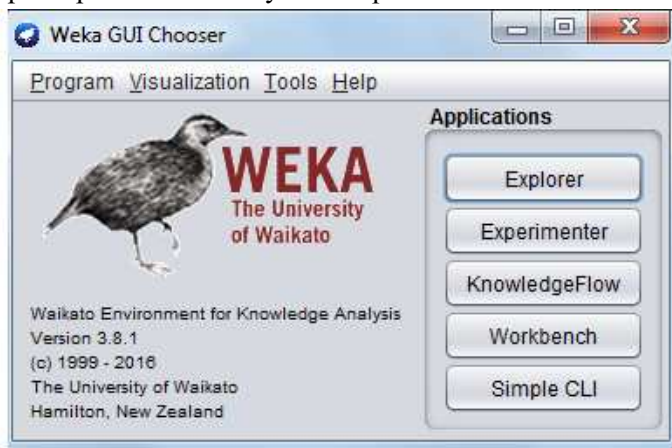 Weka GUI Chooser
Program Visualization Tools Help
WEKA
The University
of Waikato
Waikato Environment for Knowledge Analysis
Version 3.8.1
(c) 1999 - 2016
The University of Waikato
Hamilton, New Zealand
Applications
Explorer
Experimenter
KnowledgeFlow
Workbench
Simple CLI